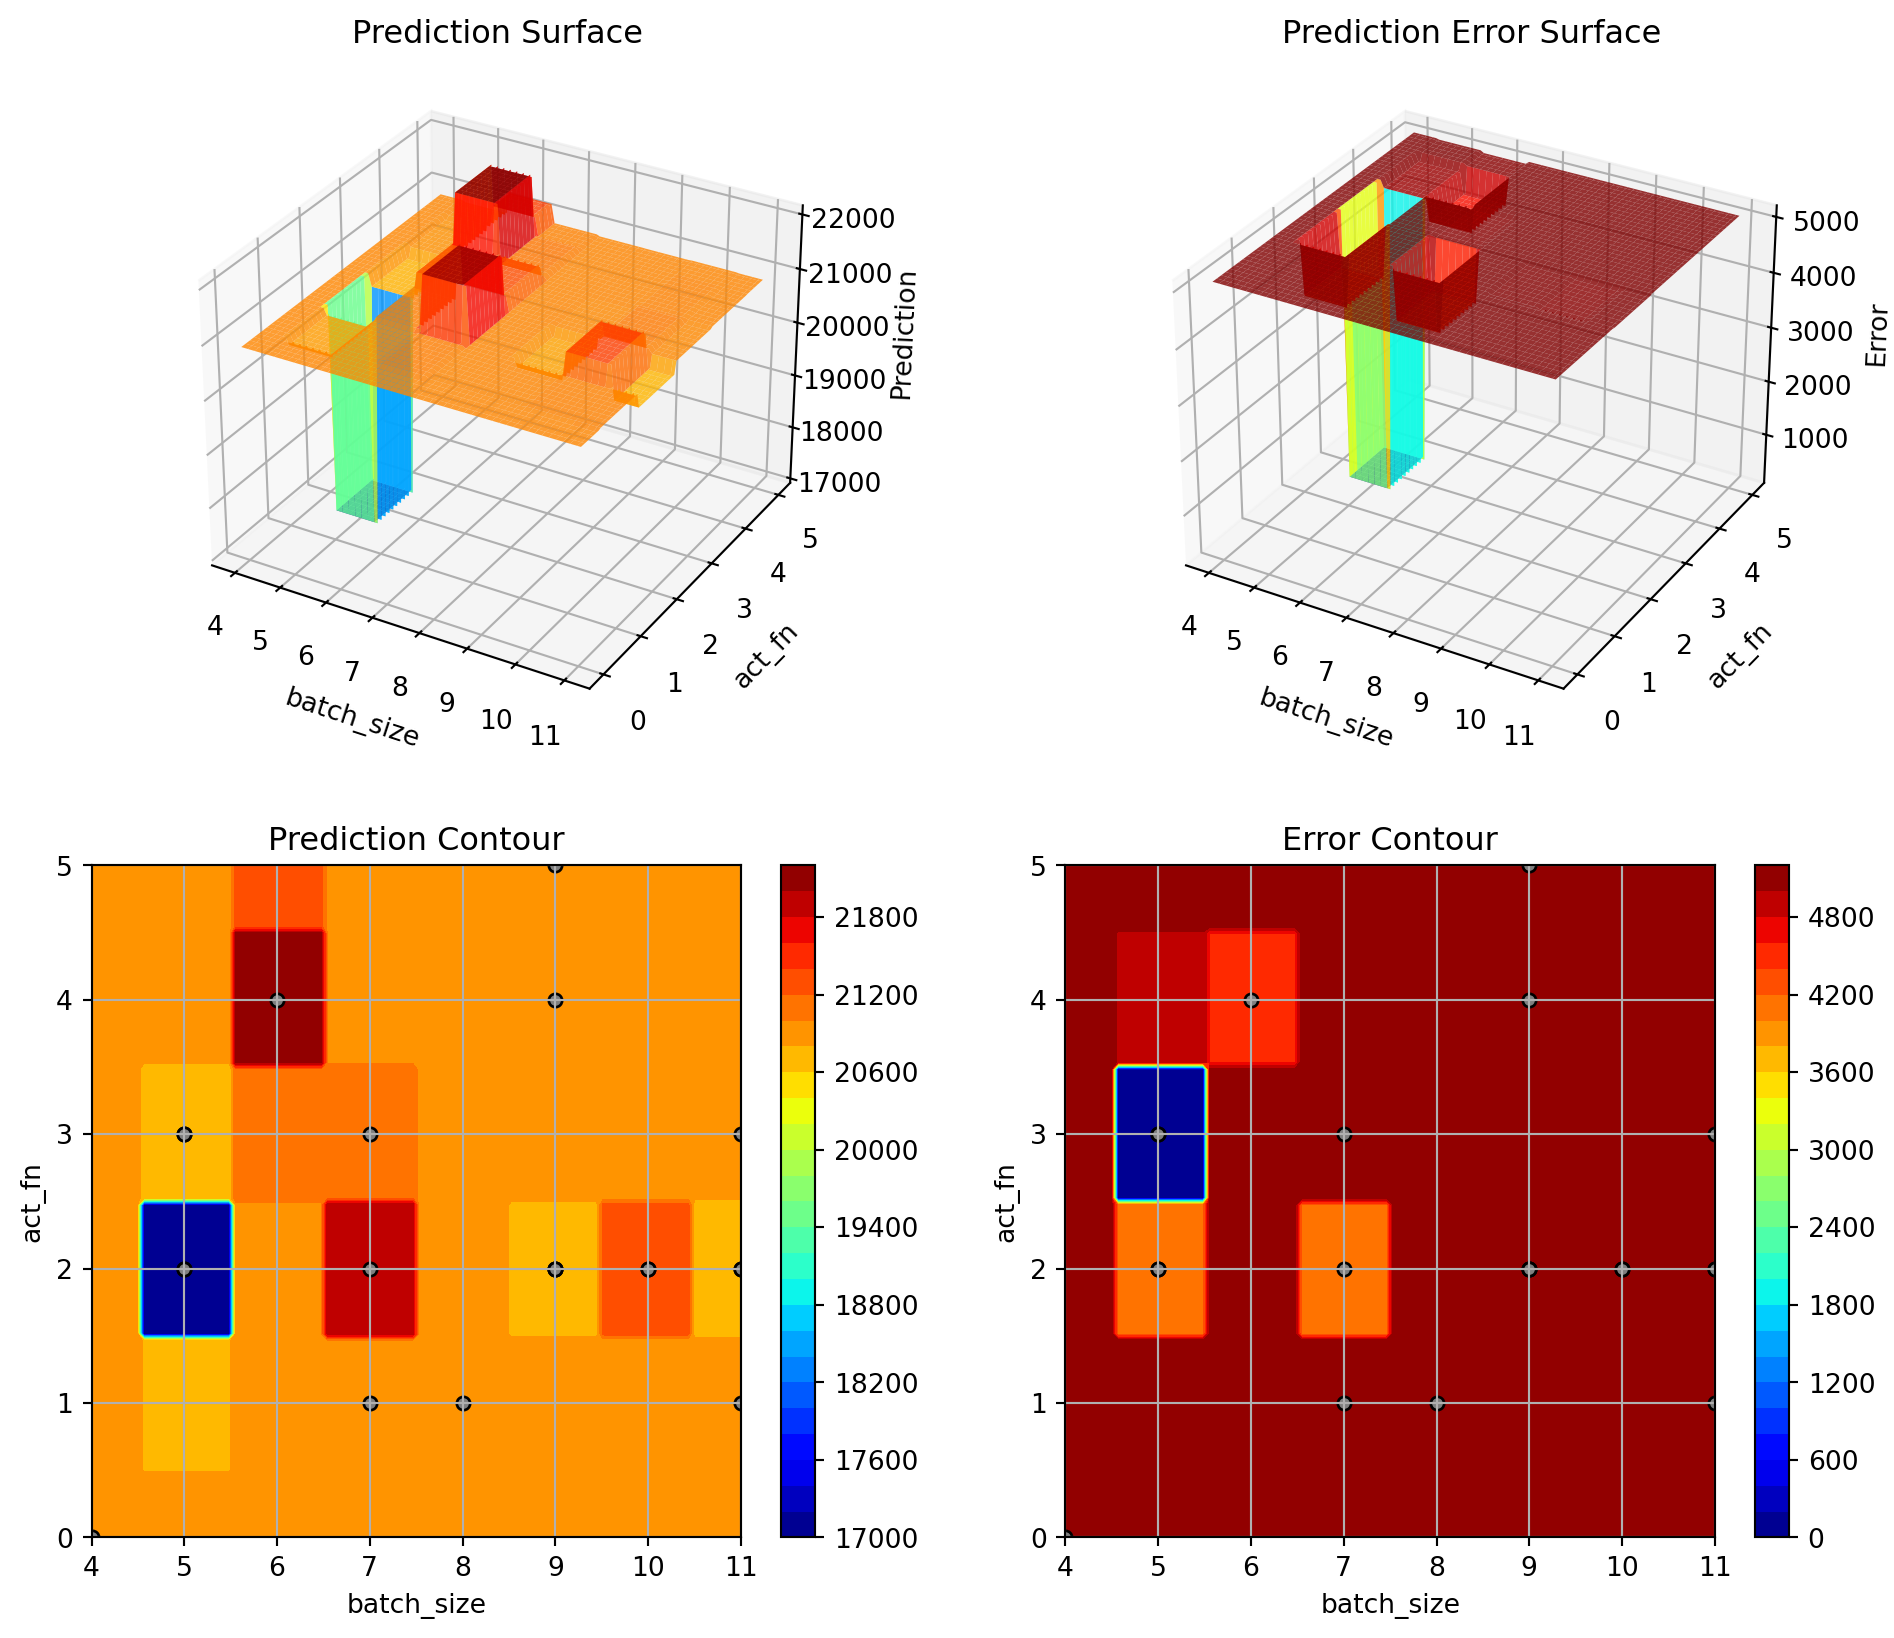 Prediction Surface
22000
21000
20000
19000
18000
17000
Prediction
4 5 6 7 8 9 10 11
batch_size
0 1 2 3 4 5
act_fn
Prediction Error Surface
5000
4000
3000
2000
1000
Error
4 5 6 7 8 9 10 11
batch_size
0 1 2 3 4 5
act_fn
Prediction Contour
5
4
3
2
1
0
act_fn
4 5 6 7 8 9 10 11
batch_size
21800
21200
20600
20000
19400
18800
18200
17600
17000
Error Contour
5
4
3
2
1
0
act_fn
4 5 6 7 8 9 10 11
batch_size
4800
4200
3600
3000
2400
1800
1200
600
0